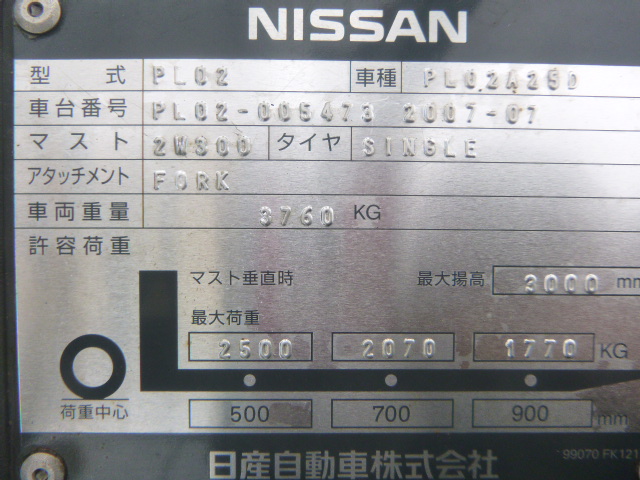 NISSAN
型 式 PL02 車種 PL02A25D
車台番号 PL02-005473 2007-07
マスト 2W300 タイヤ SINGLE
アタッチメント FORK
車両重量 3760 KG
許容荷重
マスト垂直時 最大揚高 3000 mm
最大荷重
2500 2070 1770 KG
荷重中心 500 700 900 mm
日産自動車株式会社 99070 FK121